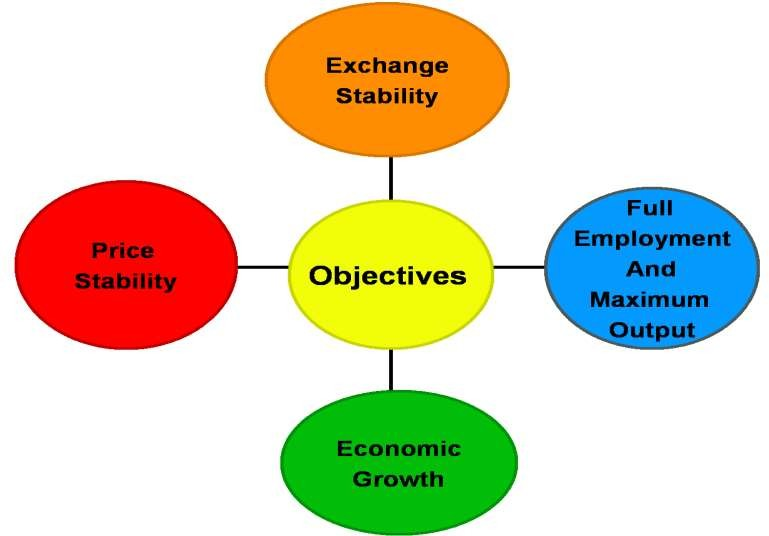 Exchange
Stability
Price
Stability
Objectives
Full
Employment
And
Maximum
Output
Economic
Growth